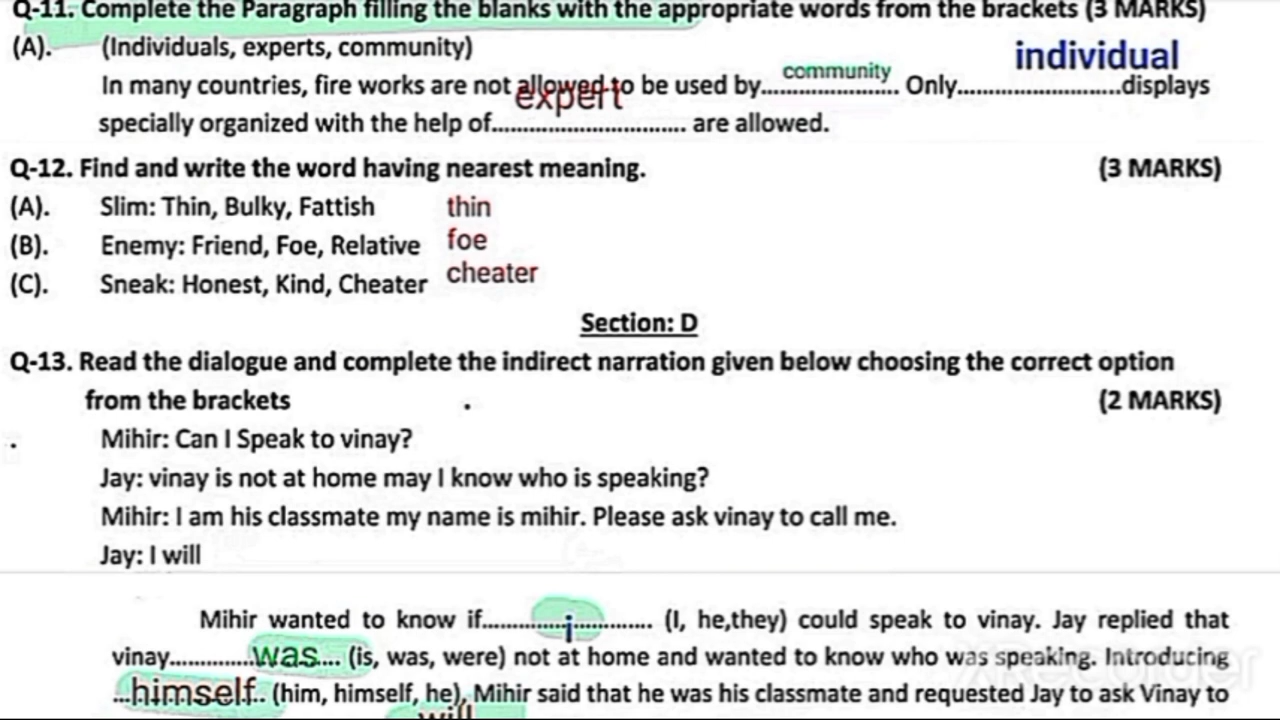 Q-11. Complete the Paragraph filling the blanks with the appropriate words from the brackets (3 MARKS)
(A). (Individuals, experts, community)
individual
community
In many countries, fire works are not allowed to be used by..................... Only.........................displays
expert
specially organized with the help of.............................. are allowed.
Q-12. Find and write the word having nearest meaning. (3 MARKS)
(A). Slim: Thin, Bulky, Fattish thin
(B). Enemy: Friend, Foe, Relative foe
(C). Sneak: Honest, Kind, Cheater cheater
Section: D
Q-13. Read the dialogue and complete the indirect narration given below choosing the correct option
from the brackets . (2 MARKS)
. Mihir: Can I Speak to vinay?
Jay: vinay is not at home may I know who is speaking?
Mihir: I am his classmate my name is mihir. Please ask vinay to call me.
Jay: I will
Mihir wanted to know if.............i............ (I, he,they) could speak to vinay. Jay replied that
vinay.............was.... (is, was, were) not at home and wanted to know who was speaking. Introducing
...himself.. (him, himself, he), Mihir said that he was his classmate and requested Jay to ask Vinay to
will
XRecorder